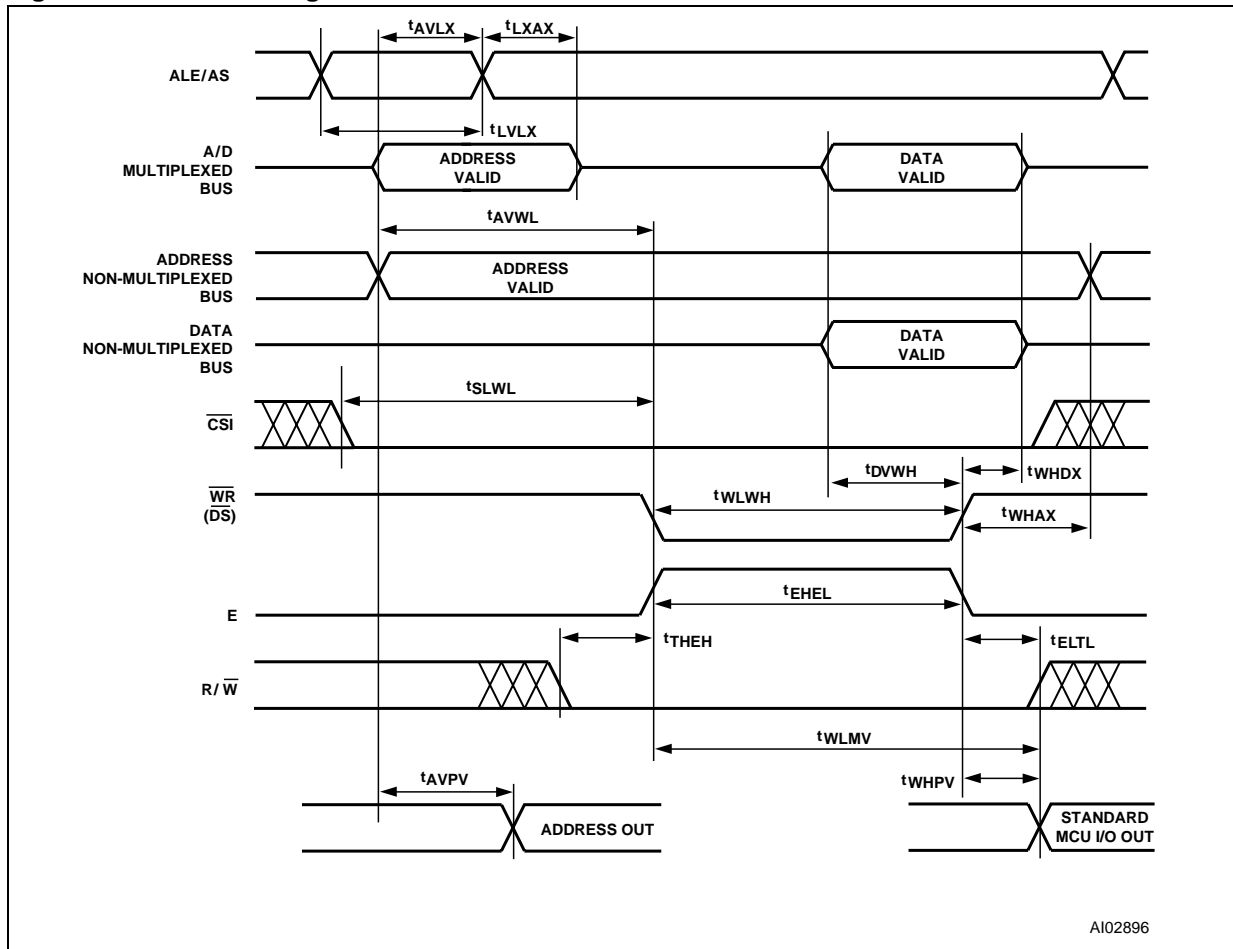 tAVLX
tLXAX
ALE/AS
tLVLX
A/D
MULTIPLEXED
BUS
ADDRESS
VALID
DATA
VALID
tAVWL
ADDRESS
NON-MULTIPLEXED
BUS
ADDRESS
VALID
DATA
NON-MULTIPLEXED
BUS
DATA
VALID
tSLWL
CSI
tDVWH
tWHDX
WR
(DS)
tWLWH
tWHAX
tEHEL
E
tTHEH
tELTL
R/ W
tWLMV
tAVPV
tWHPV
ADDRESS OUT
STANDARD
MCU I/O OUT
AI02896